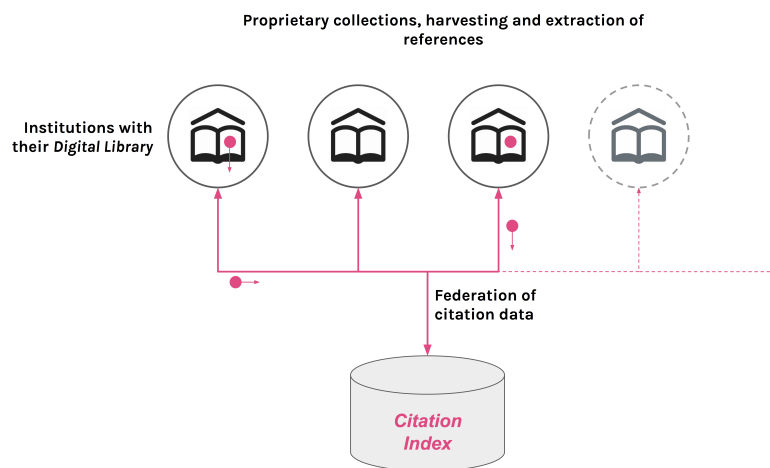 Proprietary collections, harvesting and extraction of
references
Institutions with
their Digital Library
Federation of
citation data
Citation
Index